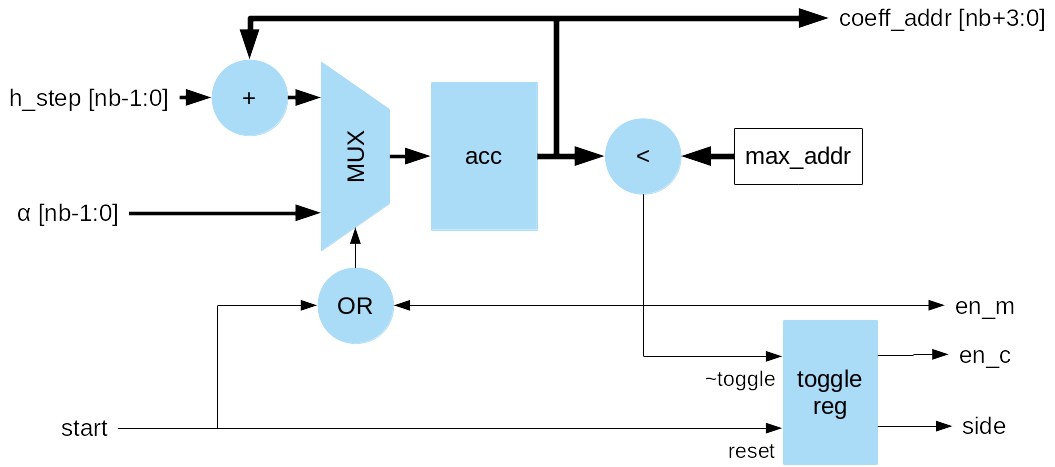 coeff_addr [nb+3:0]
h_step [nb-1:0]
+
MUX
acc
<
max_addr
α [nb-1:0]
OR
en_m
en_c
~toggle
toggle
reg
start
side
reset